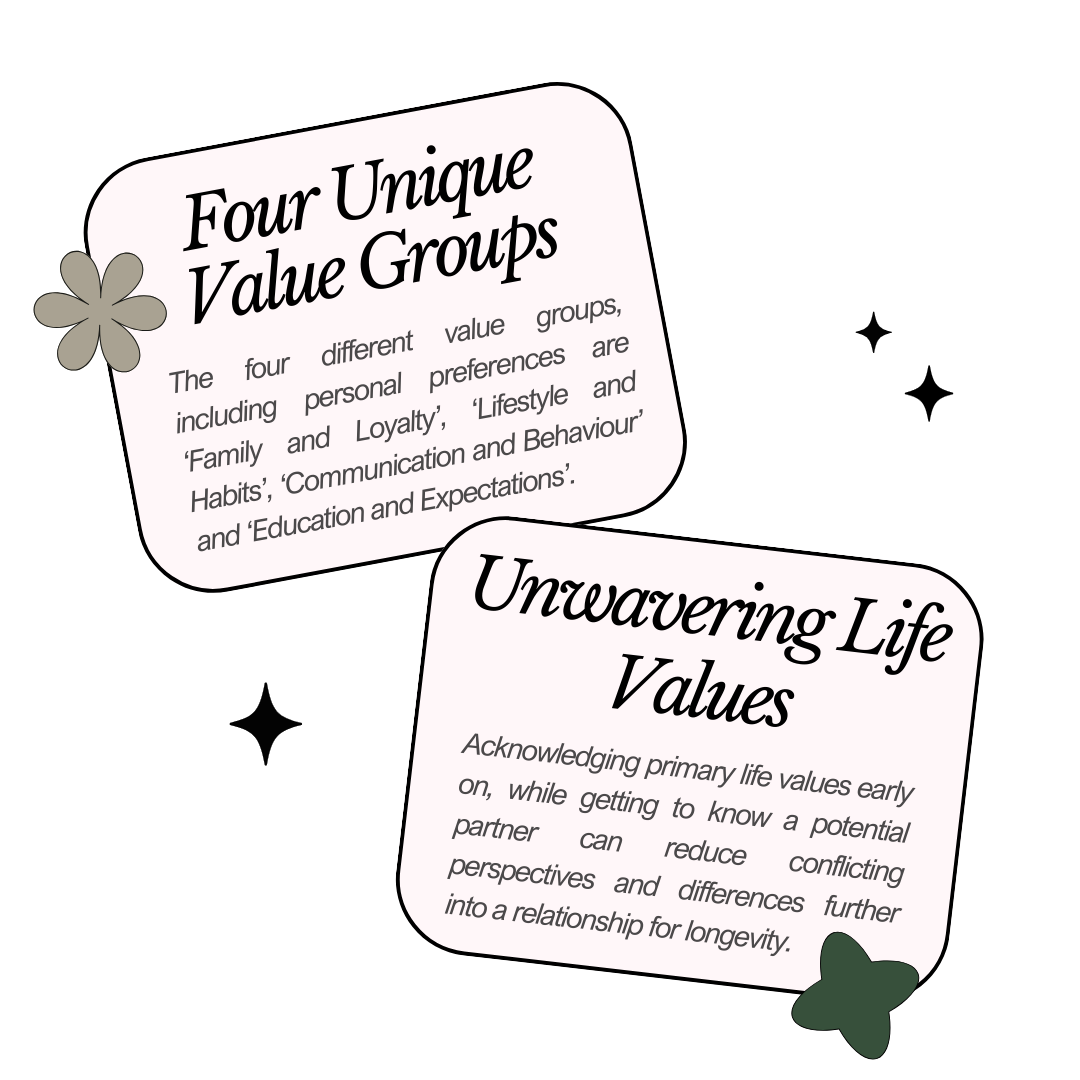 Four Unique
Value Groups
The four different value groups,
including personal preferences are
‘Family and Loyalty’, ‘Lifestyle and
Habits’, ‘Communication and Behaviour’
and ‘Education and Expectations’.
Unwavering Life
Values
Acknowledging primary life values early
on, while getting to know a potential
partner can reduce conflicting
perspectives and differences further
into a relationship for longevity.